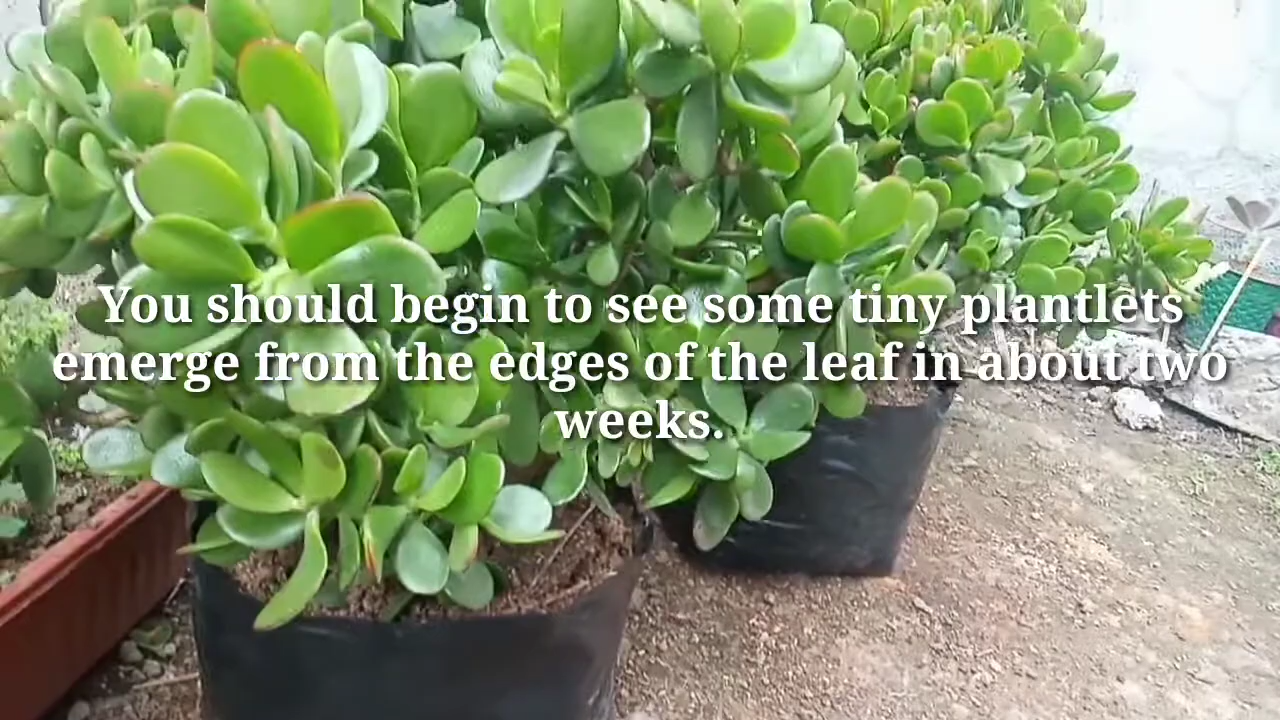 You should begin to see some tiny plantlets
emerge from the edges of the leaf in about two
weeks.